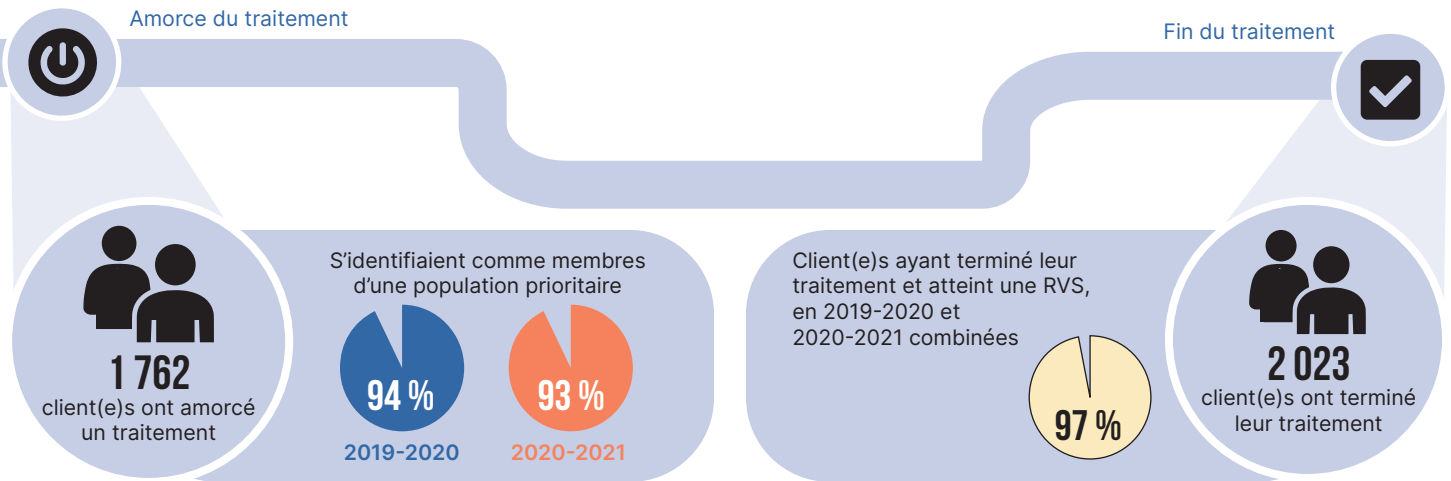 Amorce du traitement
Fin du traitement
1 762
client(e)s ont amorcé
un traitement
S'identifiaient comme membres
d'une population prioritaire
94 %
2019-2020
93 %
2020-2021
Client(e)s ayant terminé leur
traitement et atteint une RVS,
en 2019-2020 et
2020-2021 combinées
97 %
2 023
client(e)s ont terminé
leur traitement